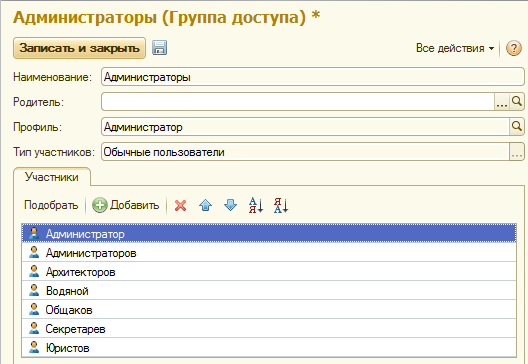 Администраторы (Группа доступа) *
Записать и закрыть Все действия ?
Наименование: Администраторы
Родитель: ...
Профиль: Администратор
Тип участников: Обычные пользователи ...
Участники
Подобрать Добавить А Я Я А
Администратор
Администраторов
Архитекторов
Водяной
Общаков
Секретарев
Юристов